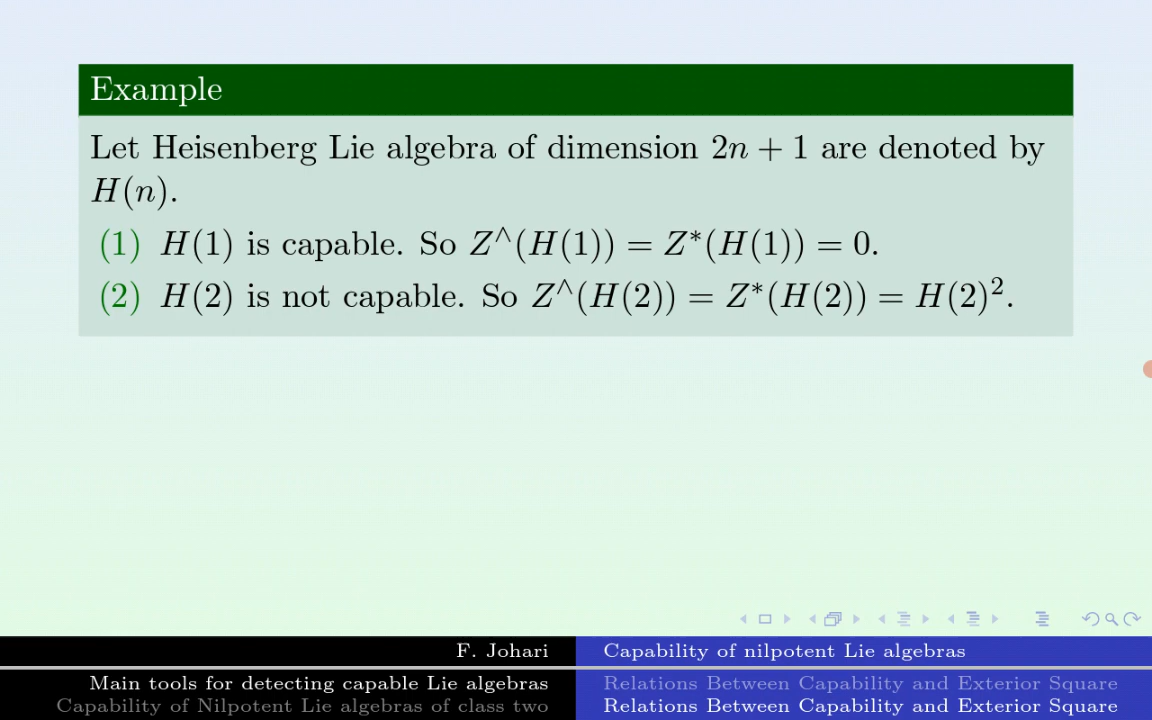 Example
Let Heisenberg Lie algebra of dimension 2n + 1 are denoted by
H(n).
(1) H(1) is capable. So Z^∧(H(1)) = Z*(H(1)) = 0.
(2) H(2) is not capable. So Z^∧(H(2)) = Z*(H(2)) = H(2)².
F. Johari
Capability of nilpotent Lie algebras
Main tools for detecting capable Lie algebras
Relations Between Capability and Exterior Square
Capability of Nilpotent Lie algebras of class two
Relations Between Capability and Exterior Square